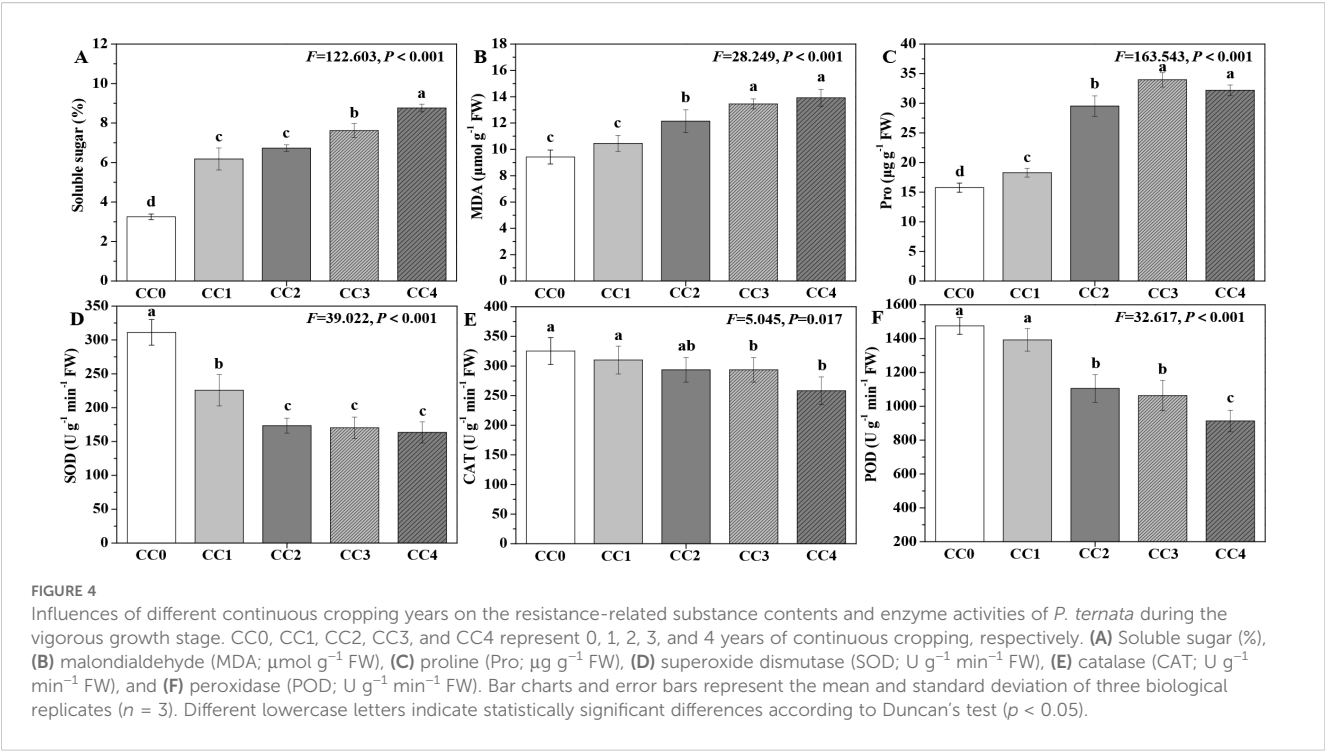 A
F=122.603, P < 0.001
Soluble sugar (%)
12
10
8
6
4
2
0
d
c
c
b
a
CC0 CC1 CC2 CC3 CC4
B
F=28.249, P < 0.001
MDA (μmol g⁻¹ FW)
18
16
14
12
10
8
6
4
2
0
c
c
b
a
a
CC0 CC1 CC2 CC3 CC4
C
F=163.543, P < 0.001
Pro (μg g⁻¹ FW)
40
35
30
25
20
15
10
5
0
d
c
b
a
a
CC0 CC1 CC2 CC3 CC4
D
F=39.022, P < 0.001
SOD (U g⁻¹ min⁻¹ FW)
350
300
250
200
150
100
50
0
a
b
c
c
c
CC0 CC1 CC2 CC3 CC4
E
F=5.045, P=0.017
CAT (U g⁻¹ min⁻¹ FW)
400
350
300
250
200
150
100
50
0
a
a
ab
b
b
CC0 CC1 CC2 CC3 CC4
F
F=32.617, P < 0.001
POD (U g⁻¹ min⁻¹ FW)
1600
1400
1200
1000
800
600
400
200
a
a
b
b
c
CC0 CC1 CC2 CC3 CC4
FIGURE 4
Influences of different continuous cropping years on the resistance-related substance contents and enzyme activities of P. ternata during the
vigorous growth stage. CC0, CC1, CC2, CC3, and CC4 represent 0, 1, 2, 3, and 4 years of continuous cropping, respectively. (A) Soluble sugar (%),
(B) malondialdehyde (MDA; μmol g⁻¹ FW), (C) proline (Pro; μg g⁻¹ FW), (D) superoxide dismutase (SOD; U g⁻¹ min⁻¹ FW), (E) catalase (CAT; U g⁻¹
min⁻¹ FW), and (F) peroxidase (POD; U g⁻¹ min⁻¹ FW). Bar charts and error bars represent the mean and standard deviation of three biological
replicates (n = 3). Different lowercase letters indicate statistically significant differences according to Duncan's test (p < 0.05).